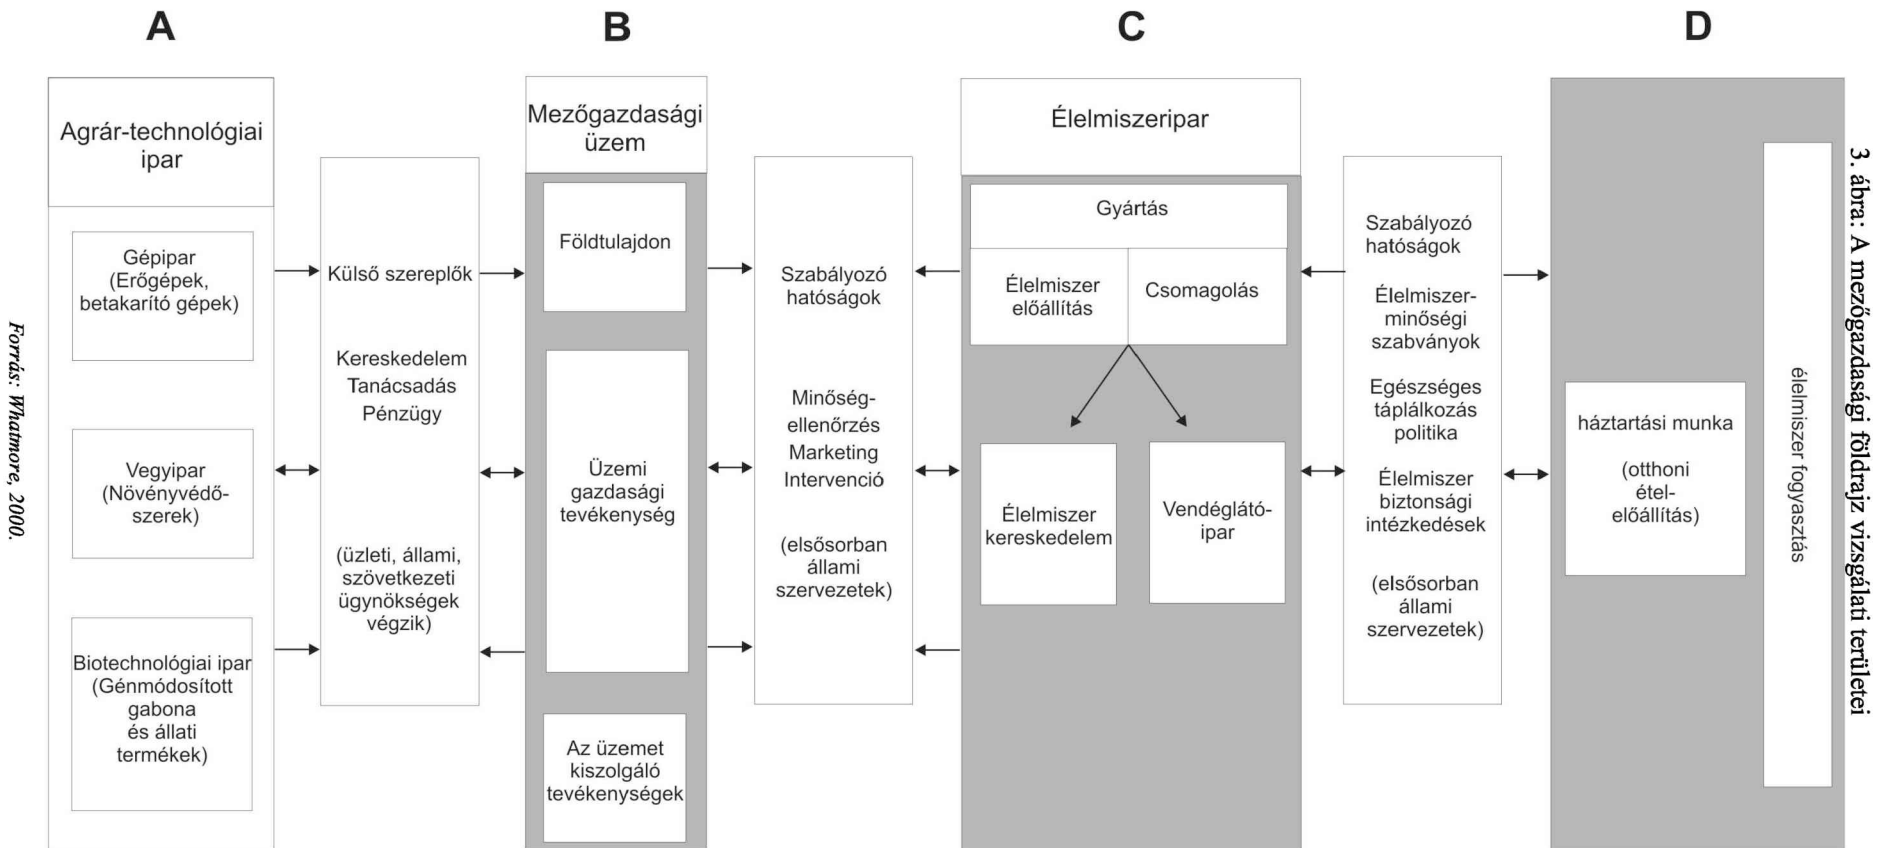 A
B
C
D
Agrár-technológiai
ipar
Gépipar
(Erőgépek,
betakarító gépek)
Vegyipar
(Növényvédő-
szerek)
Biotechnológiai ipar
(Génmódosított
gabona
és állati
termékek)
Külső szereplők
Kereskedelem
Tanácsadás
Pénzügy
(üzleti, állami,
szövetkezeti
ügynökségek
végzik)
Mezőgazdasági
üzem
Földtulajdon
Üzemi
gazdasági
tevékenység
Az üzemet
kiszolgáló
tevékenységek
Szabályozó
hatóságok
Minőség-
ellenőrzés
Marketing
Intervenció
(elsősorban
állami
szervezetek)
Élelmiszeripar
Gyártás
Élelmiszer
előállítás
Csomagolás
Élelmiszer
kereskedelem
Vendéglátó-
ipar
Szabályozó
hatóságok
Élelmiszer-
minőségi
szabványok
Egészséges
táplálkozás
politika
Élelmiszer
biztonsági
intézkedések
(elsősorban
állami
szervezetek)
háztartási munka
(otthoni
étel-
előállítás)
élelmiszer fogyasztás
3. ábra: A mezőgazdasági földrajz vizsgálati területei
Forrás: Whatmore, 2000.